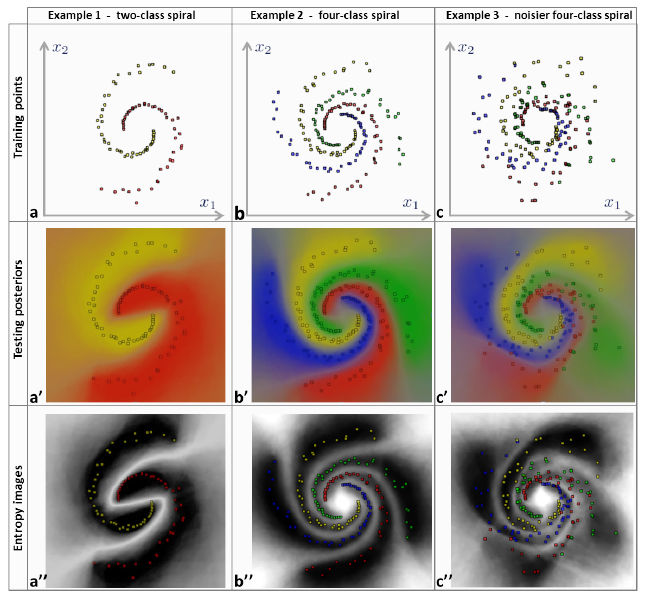 Example 1 - two-class spiral
Example 2 - four-class spiral
Example 3 - noisier four-class spiral
Training points
x₂
x₁
a
x₂
x₁
b
x₂
x₁
c
Testing posteriors
a'
b'
c'
Entropy images
a''
b''
c''